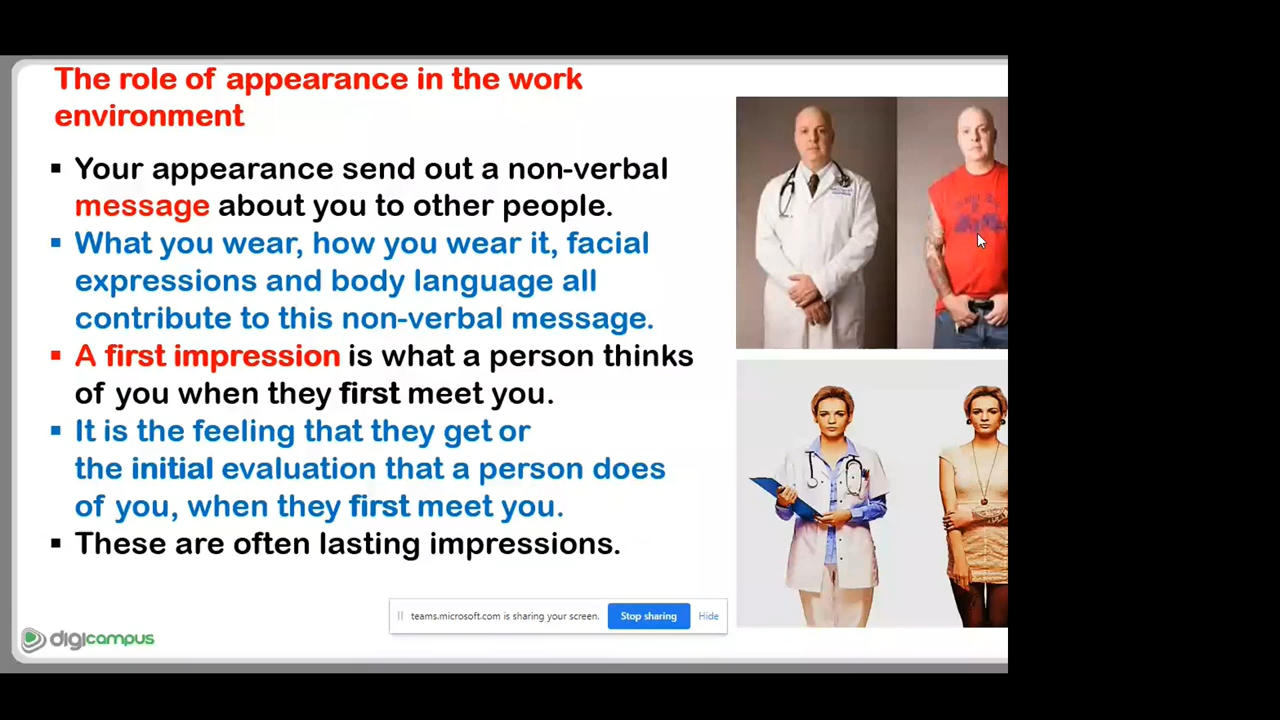 The role of appearance in the work
environment
▪ Your appearance send out a non-verbal
message about you to other people.
▪ What you wear, how you wear it, facial
expressions and body language all
contribute to this non-verbal message.
▪ A first impression is what a person thinks
of you when they first meet you.
▪ It is the feeling that they get or
the initial evaluation that a person does
of you, when they first meet you.
▪ These are often lasting impressions.
teams.microsoft.com is sharing your screen. Stop sharing Hide
digicampus